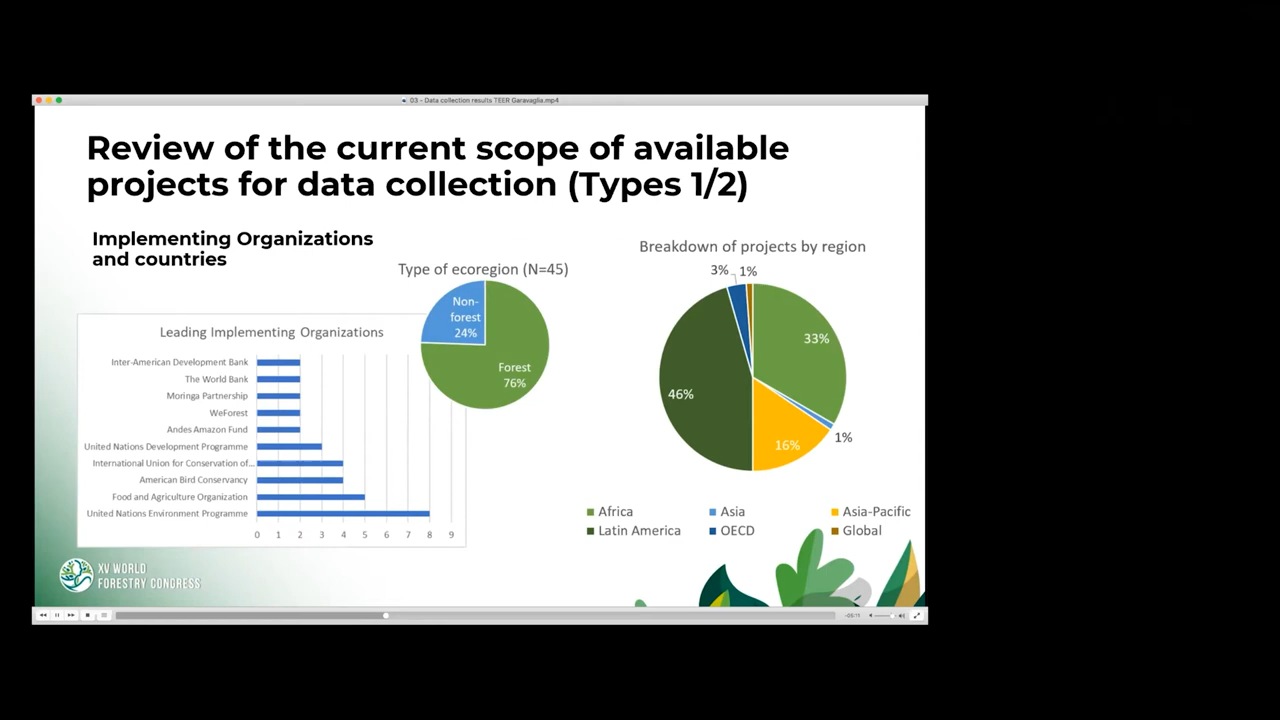 03 - Data collection results TEER Garavaglia.mp4
Review of the current scope of available
projects for data collection (Types 1/2)
Implementing Organizations
and countries
Leading Implementing Organizations
Inter-American Development Bank
The World Bank
Moringa Partnership
WeForest
Andes Amazon Fund
United Nations Development Programme
International Union for Conservation of...
American Bird Conservancy
Food and Agriculture Organization
United Nations Environment Programme
0 1 2 3 4 5 6 7 8 9
Type of ecoregion (N=45)
Non-
forest
24%
Forest
76%
Breakdown of projects by region
3% 1%
33%
46%
1%
16%
Africa Asia Asia-Pacific
Latin America OECD Global
XV WORLD
FORESTRY CONGRESS